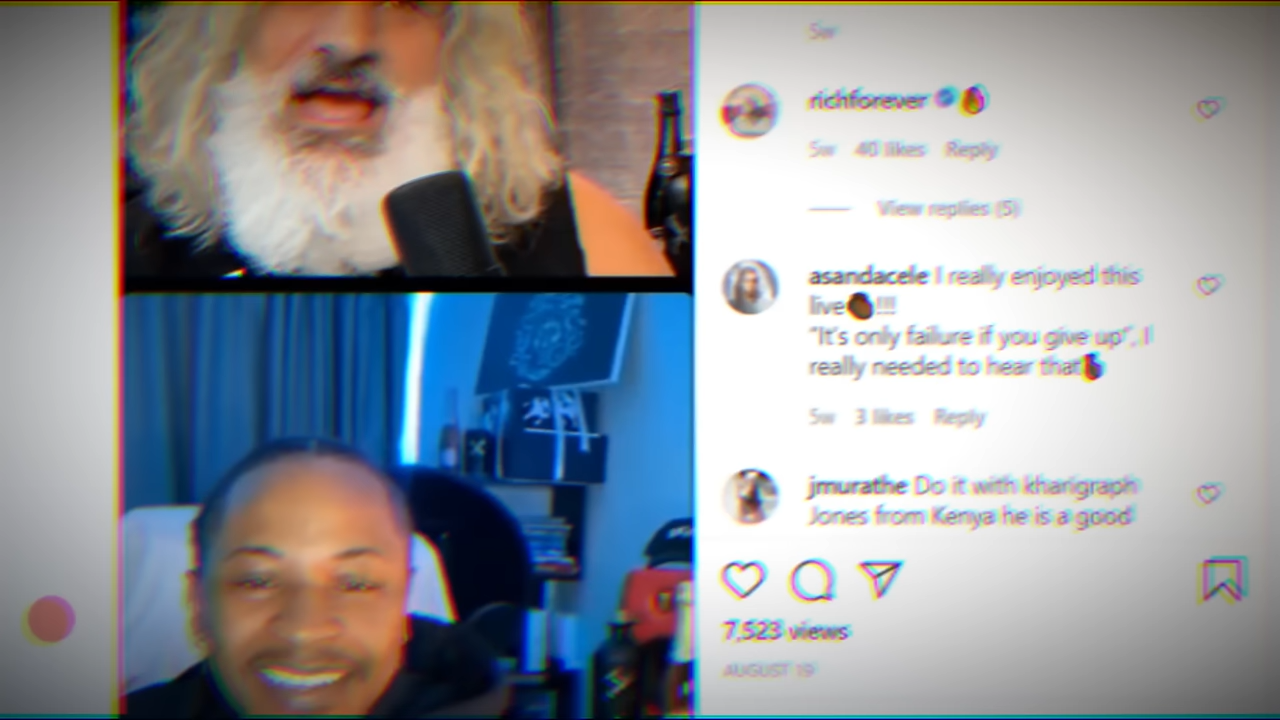 5w
richforever
5w 40 likes Reply
View replies (5)
asandacele I really enjoyed this
live !!!
"It's only failure if you give up", I
really needed to hear that
5w 3 likes Reply
jmurathe Do it with kharigraph
Jones from Kenya he is a good
7,523 views
AUGUST 19